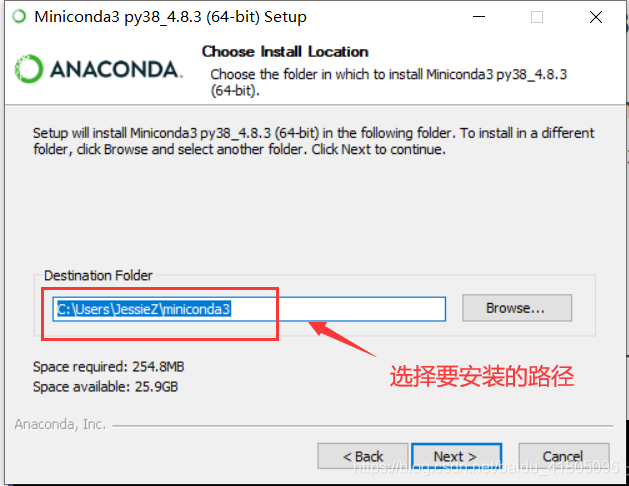 Miniconda3 py38_4.8.3 (64-bit) Setup
ANACONDA.
Choose Install Location
Choose the folder in which to install Miniconda3 py38_4.8.3
(64-bit).
Setup will install Miniconda3 py38_4.8.3 (64-bit) in the following folder. To install in a different
folder, click Browse and select another folder. Click Next to continue.
Destination Folder
C:\Users\JessieZ\miniconda3
Browse...
选择要安装的路径
Space required: 254.8MB
Space available: 25.9GB
Anaconda, Inc.
< Back
Next >
Cancel
https://blog.csdn.net/baidu_41805096